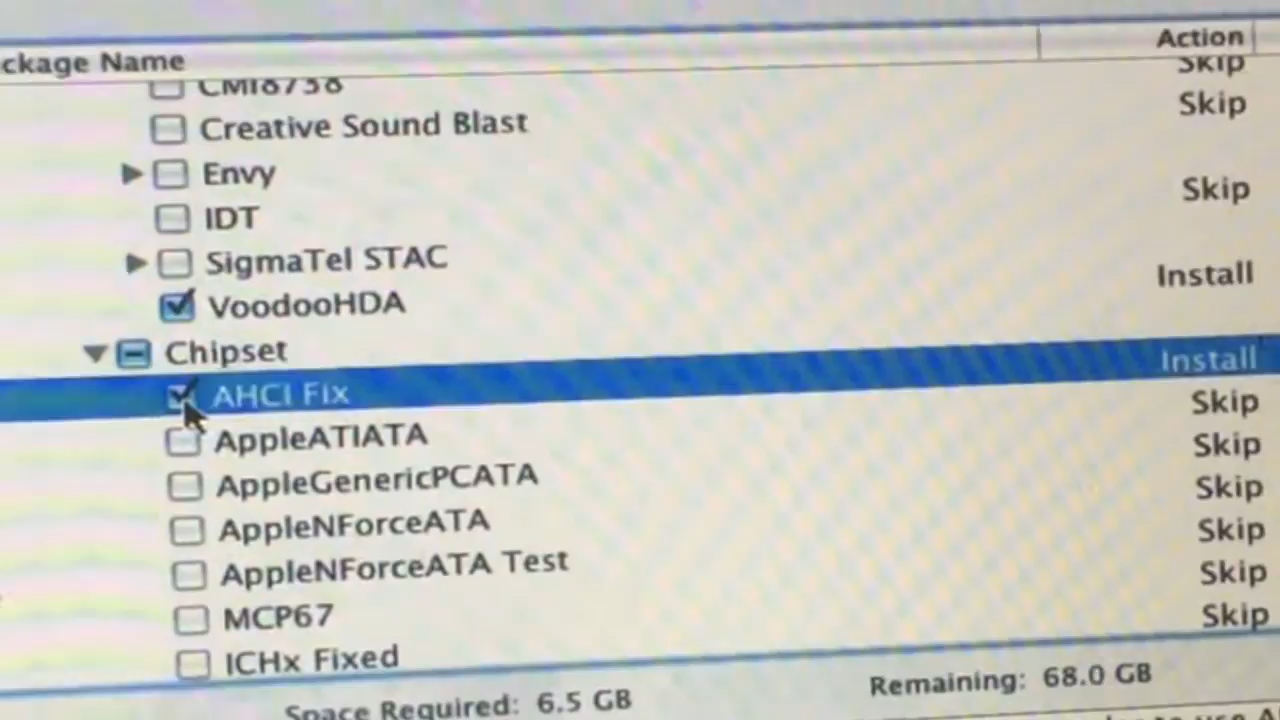 ckage Name Action
CMI8738 Skip
Creative Sound Blast Skip
Envy
IDT Skip
SigmaTel STAC
VoodooHDA Install
Chipset
AHCI Fix Install
AppleATIATA Skip
AppleGenericPCATA Skip
AppleNForceATA Skip
AppleNForceATA Test Skip
MCP67 Skip
ICHx Fixed Skip
Space Required: 6.5 GB Remaining: 68.0 GB